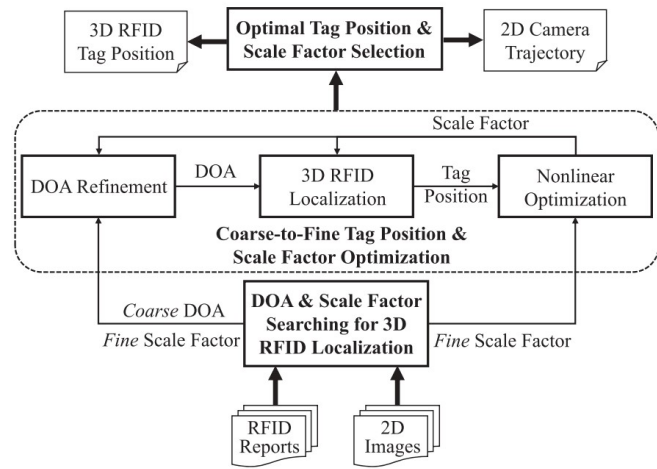 3D RFID
Tag Position
Optimal Tag Position &
Scale Factor Selection
2D Camera
Trajectory
Scale Factor
DOA Refinement
DOA
3D RFID
Localization
Tag
Position
Nonlinear
Optimization
Coarse-to-Fine Tag Position &
Scale Factor Optimization
Coarse DOA
Fine Scale Factor
DOA & Scale Factor
Searching for 3D
RFID Localization
Fine Scale Factor
RFID
Reports
2D
Images